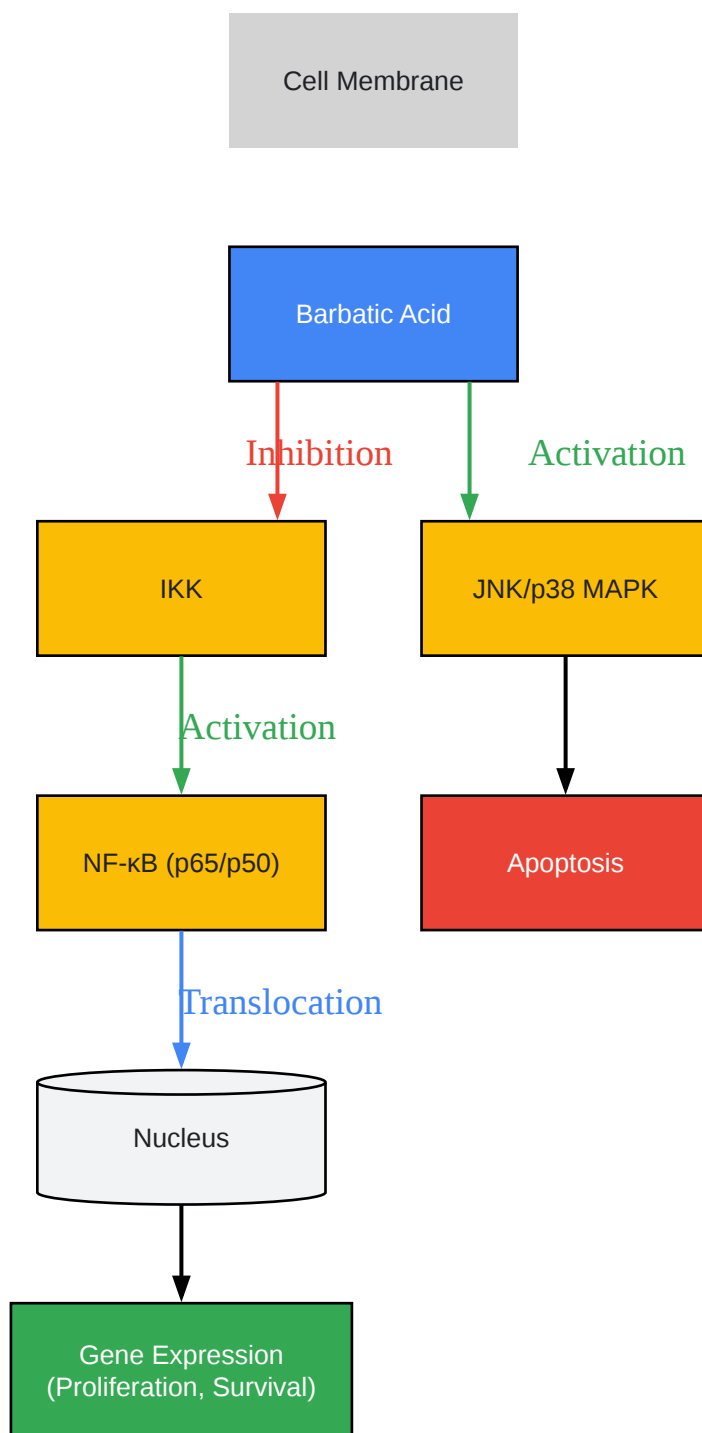 Cell Membrane
Barbatic Acid
Inhibition
Activation
IKK
JNK/p38 MAPK
Activation
NF-κB (p65/p50)
Apoptosis
Translocation
Nucleus
Gene Expression
(Proliferation, Survival)